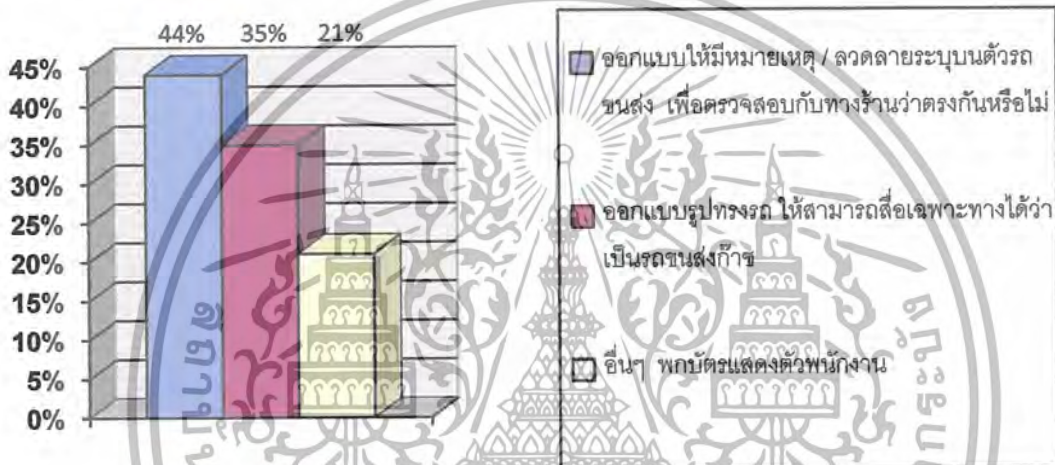 44% 35% 21%
45%
40%
35%
30%
25%
20%
15%
10%
5%
0%
ออกแบบให้มีหมายเหตุ / ลวดลายระบุบนตัวรถ
ขนส่ง เพื่อตรวจสอบกับทางร้านว่าตรงกันหรือไม่
ออกแบบรูปทรงรถ ให้สามารถสื่อเฉพาะทางได้ว่า
เป็นรถขนส่งก๊าซ
อื่นๆ พกบัตรแสดงตัวพนักงาน